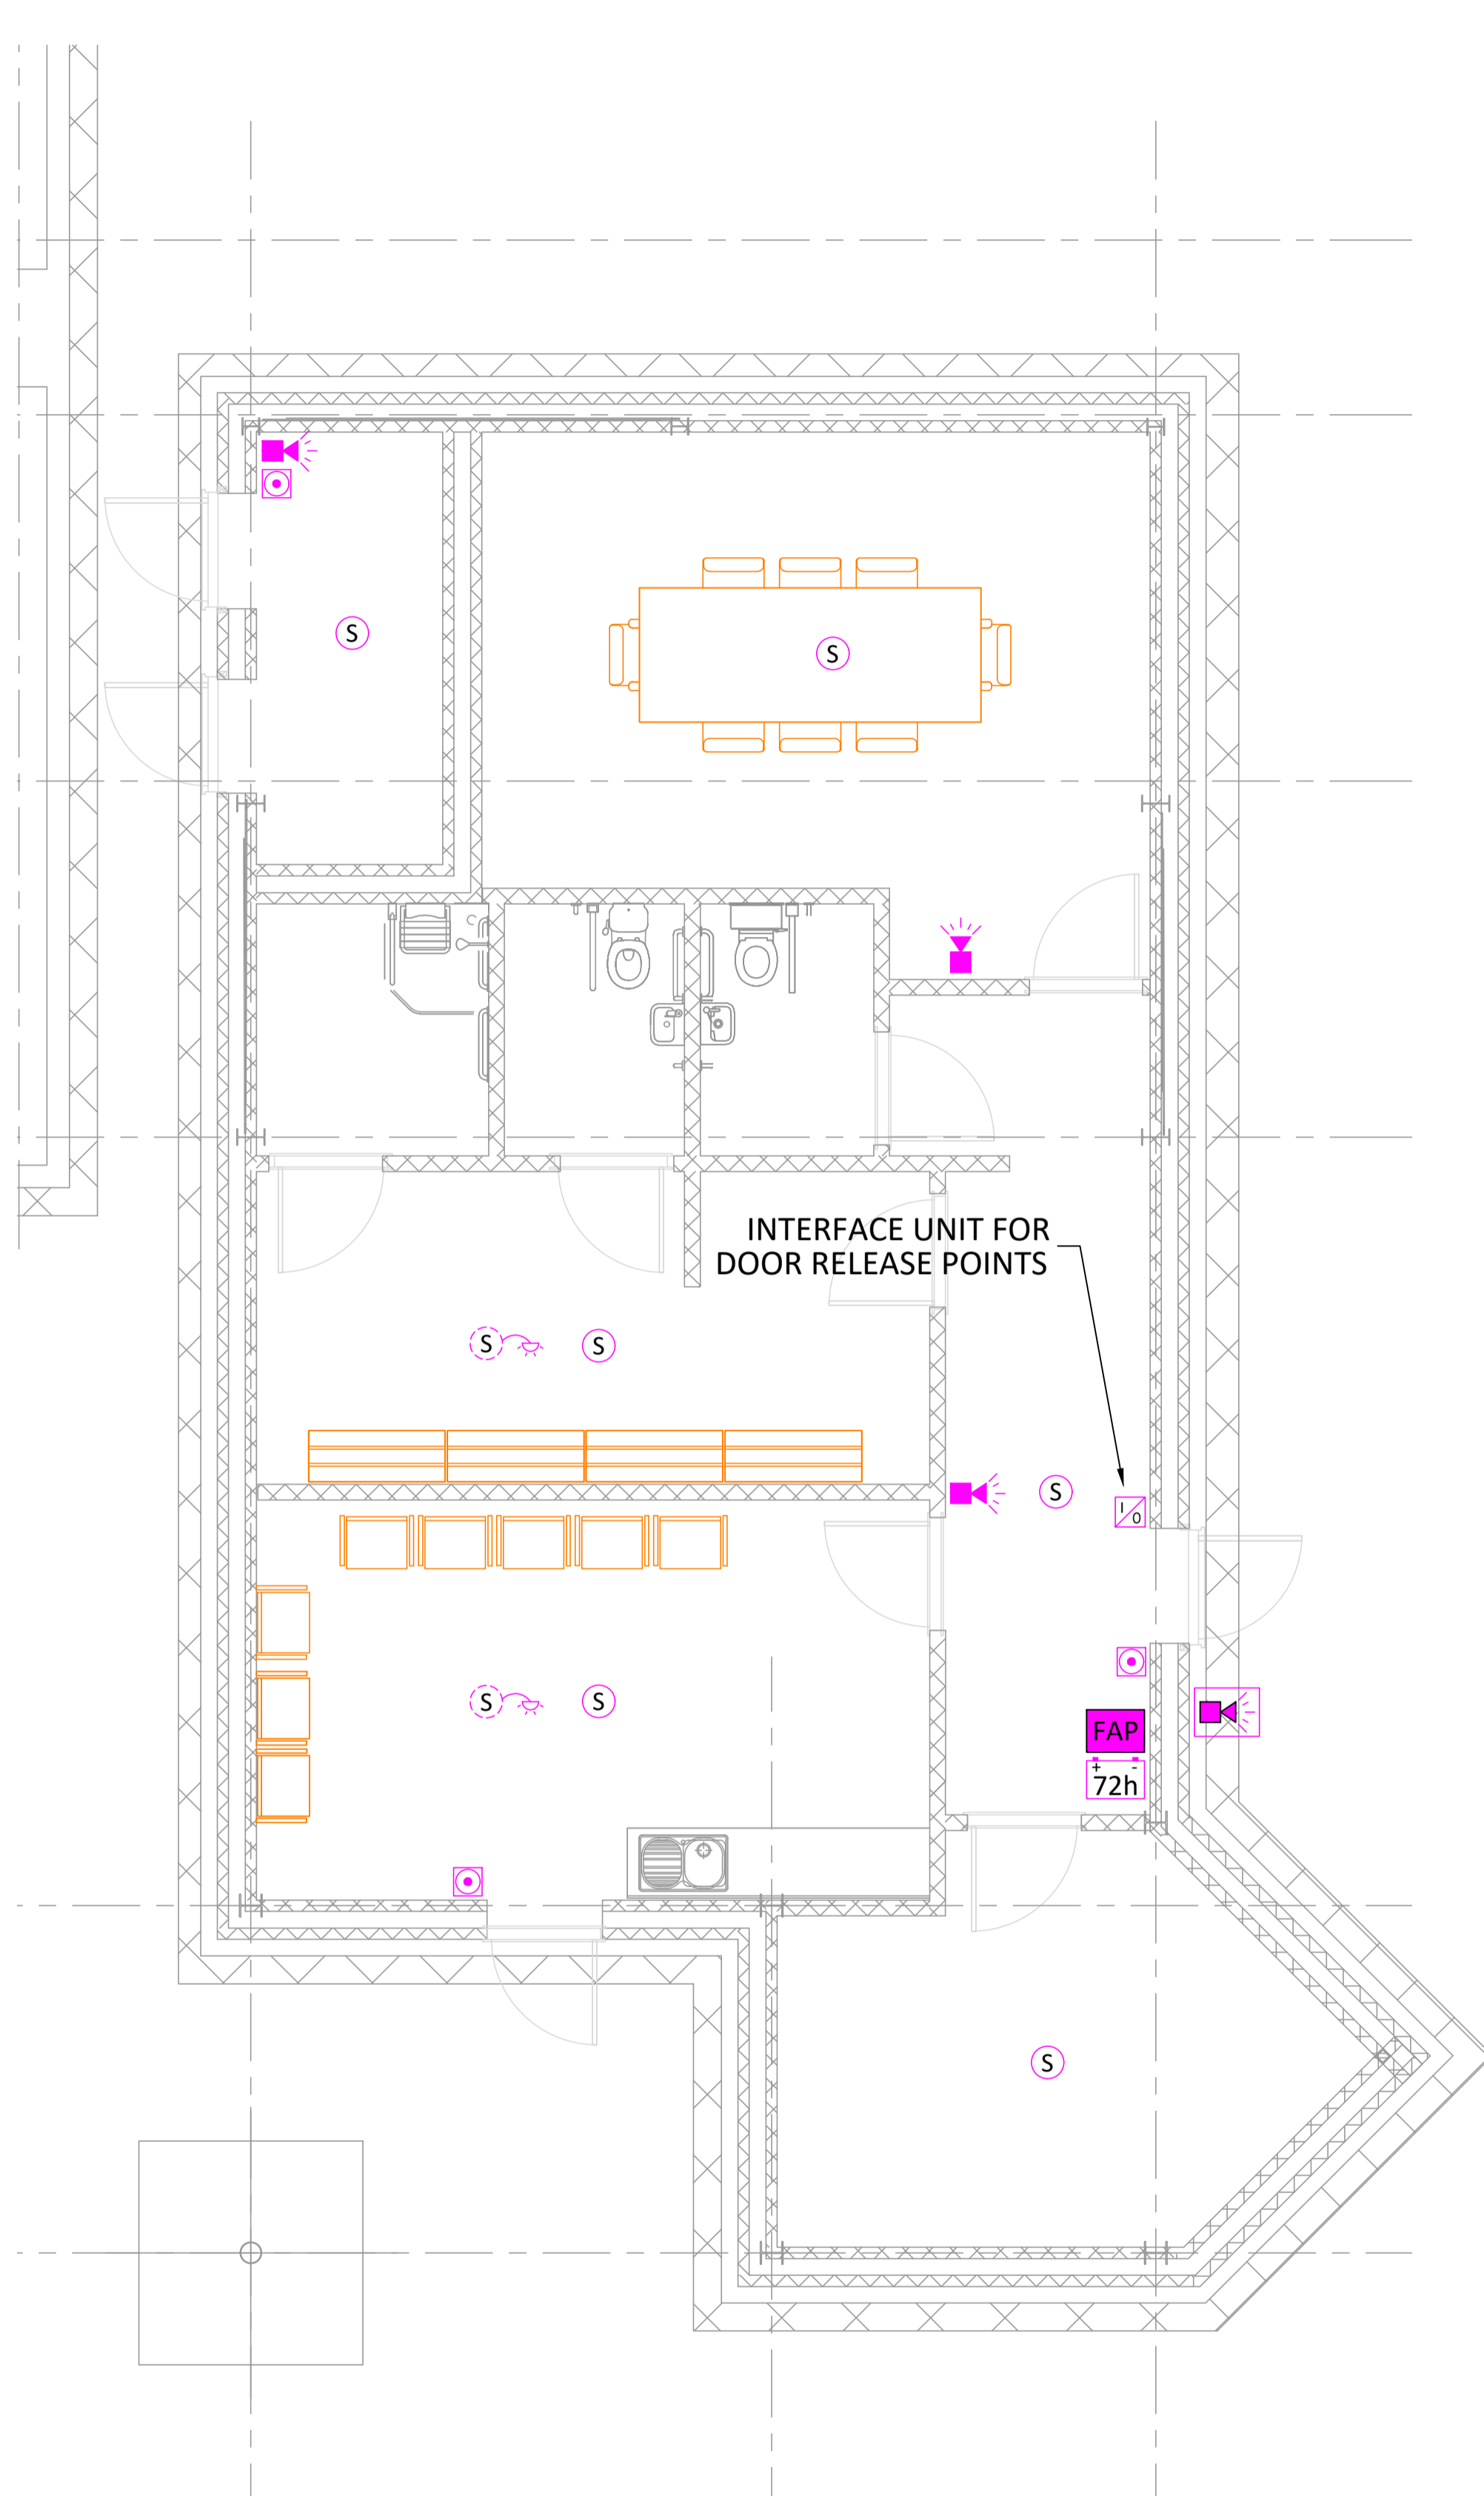 S
S
INTERFACE UNIT FOR
DOOR RELEASE POINTS
S
S
S
I
0
S
S
FAP
+ -
72h
S